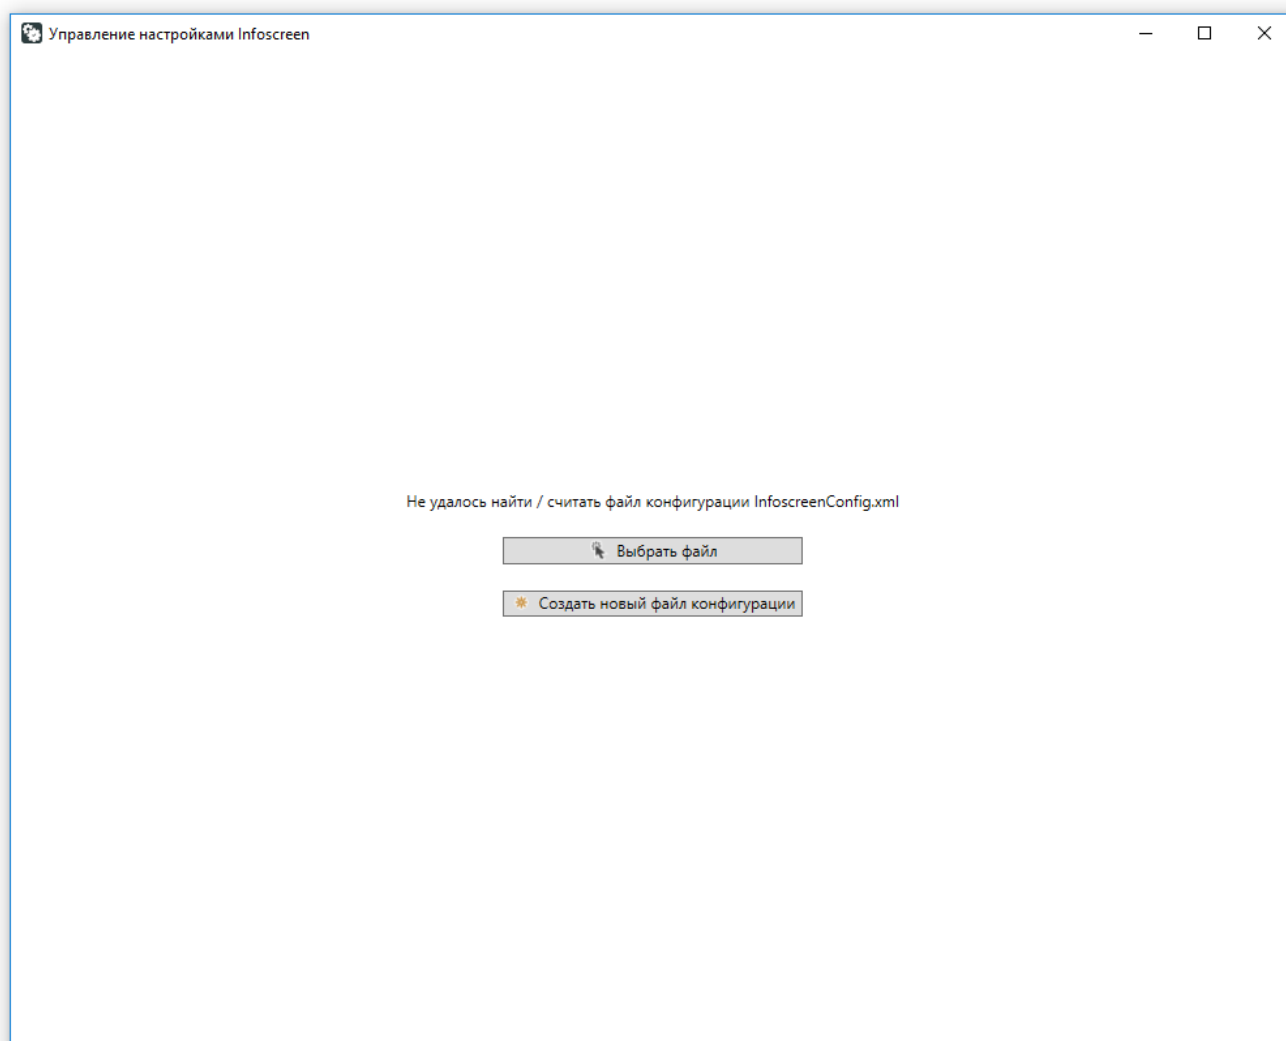 Управление настройками Infoscreen
Не удалось найти / считать файл конфигурации InfoscreenConfig.xml
Выбрать файл
Создать новый файл конфигурации